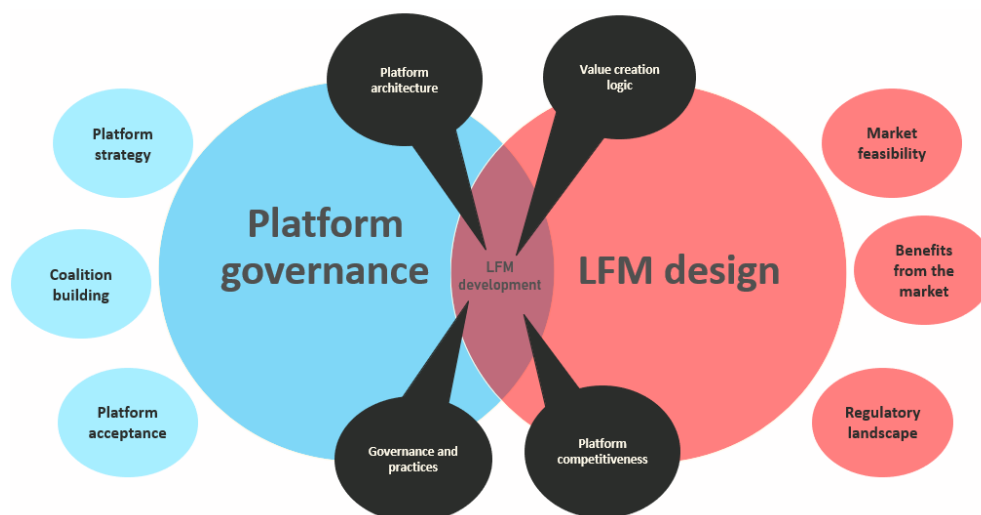 Platform
architecture
Value creation
logic
Platform
strategy
Market
feasibility
Platform
governance
LFM design
LFM
development
Coalition
building
Benefits
from the
market
Platform
acceptance
Regulatory
landscape
Governance and
practices
Platform
competitiveness